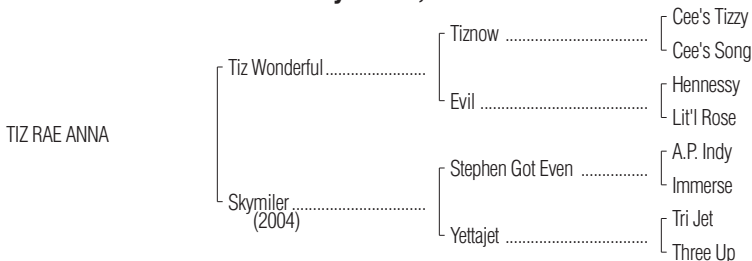 Cee's Tizzy
Tiznow
Cee's Song
Tiz Wonderful
Hennessy
Evil
Lit'l Rose
TIZ RAE ANNA
A.P. Indy
Stephen Got Even
Immerse
Skymiler
(2004)
Tri Jet
Yettajet
Three Up